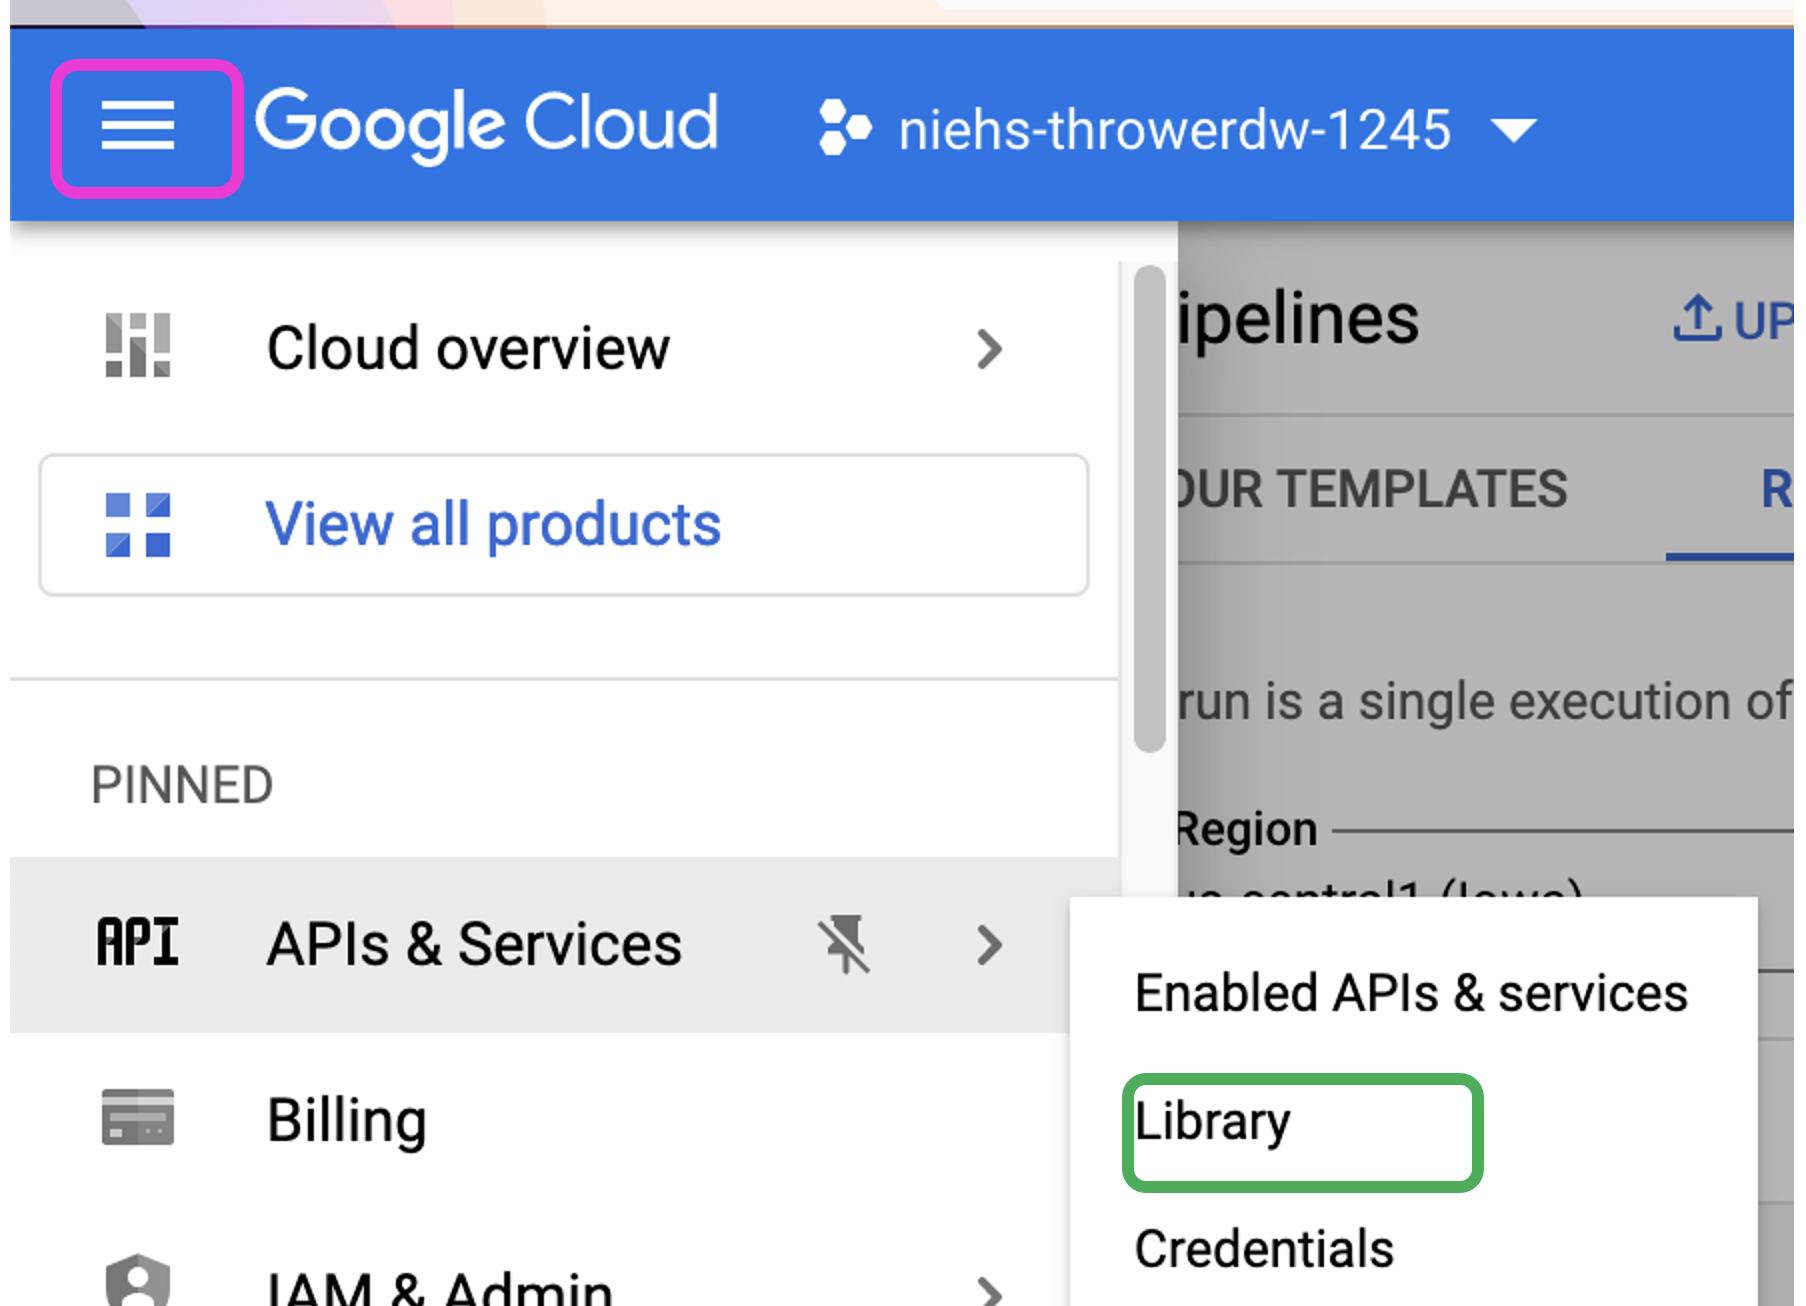 Google Cloud
niehs-throwerdw-1245
Cloud overview
ipelines
UP
View all products
OUR TEMPLATES
R
run is a single execution of
PINNED
Region
API
APIs & Services
Enabled APIs & services
Billing
Library
Credentials
IAM & Admin